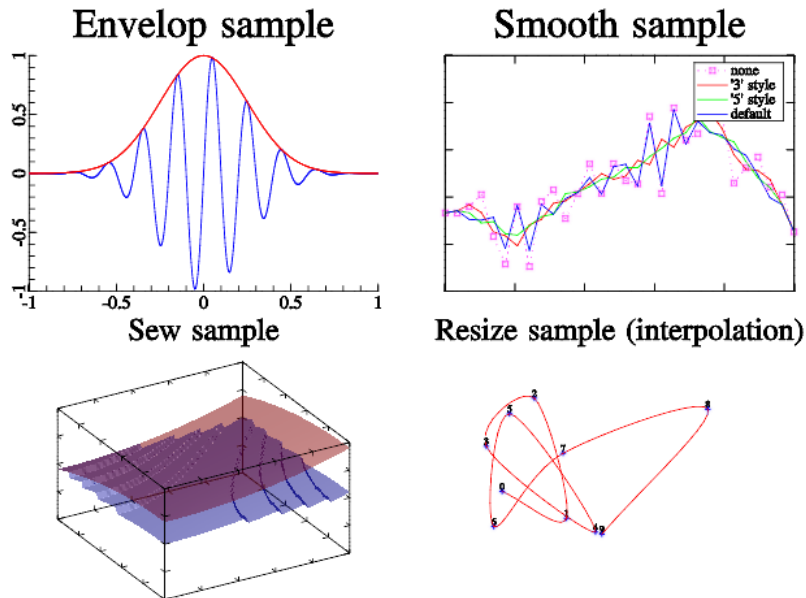 Envelop sample
Smooth sample
none
'3' style
'5' style
default
1
0.5
0
-0.5
-1
-1
-0.5
0
0.5
1
Sew sample
Resize sample (interpolation)
2
5
8
3
7
0
1
4
9